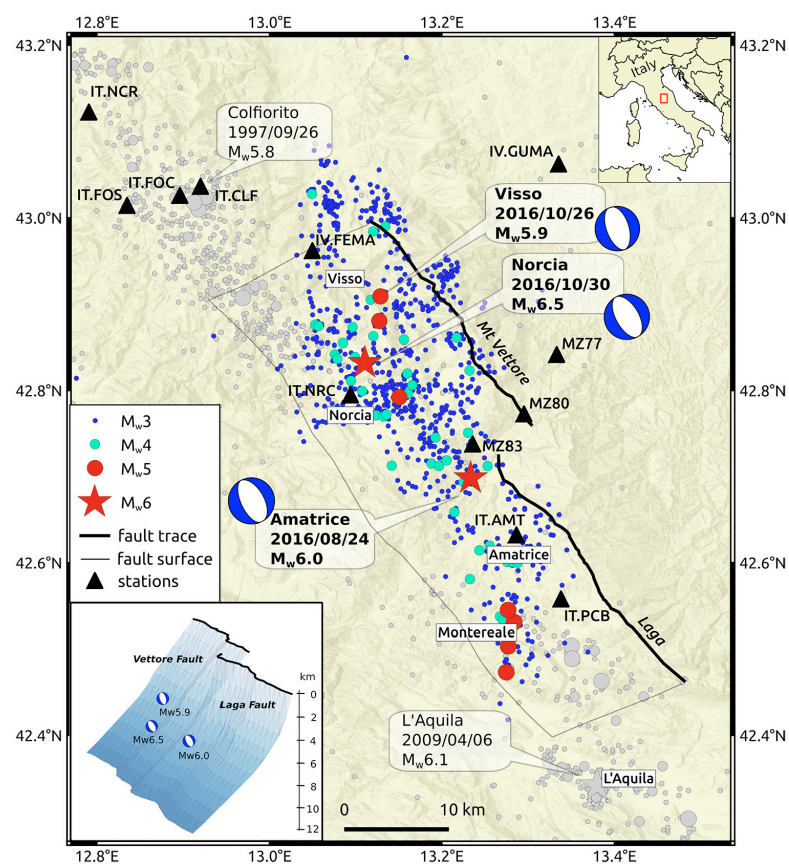 12.8°E
13.0°E
13.2°E
13.4°E
43.2°N
43.2°N
Italy
IT.NCR
Colfiorito
1997/09/26
Mw5.8
IV.GUMA
IT.FOC
IT.FOS
IT.CLF
Visso
2016/10/26
Mw5.9
43.0°N
43.0°N
IV.FEMA
Visso
Norcia
2016/10/30
Mw6.5
Mt Vettore
MZ77
42.8°N
42.8°N
IT.NRC
Norcia
MZ80
MZ83
Mw3
Mw4
Mw5
Mw6
fault trace
fault surface
stations
Amatrice
2016/08/24
Mw6.0
IT.AMT
Amatrice
42.6°N
42.6°N
IT.PCB
Montereale
Laga
Vettore Fault
Laga Fault
Mw5.9
Mw6.5
Mw6.0
km
0
2
4
6
8
10
12
L'Aquila
2009/04/06
Mw6.1
42.4°N
42.4°N
L'Aquila
0
10 km
12.8°E
13.0°E
13.2°E
13.4°E